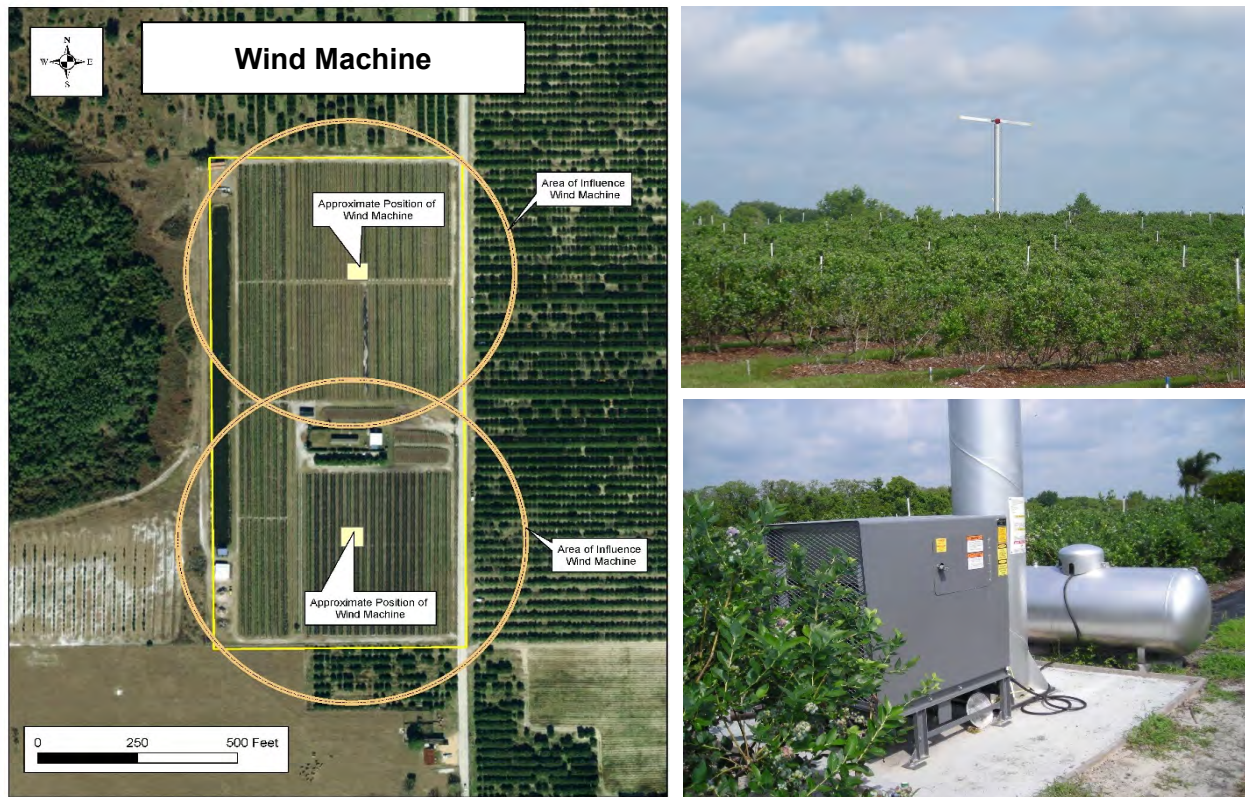 Wind Machine
N
W E
S
Area of Influence
Wind Machine
Approximate Position of
Wind Machine
Area of Influence
Wind Machine
Approximate Position of
Wind Machine
0 250 500 Feet